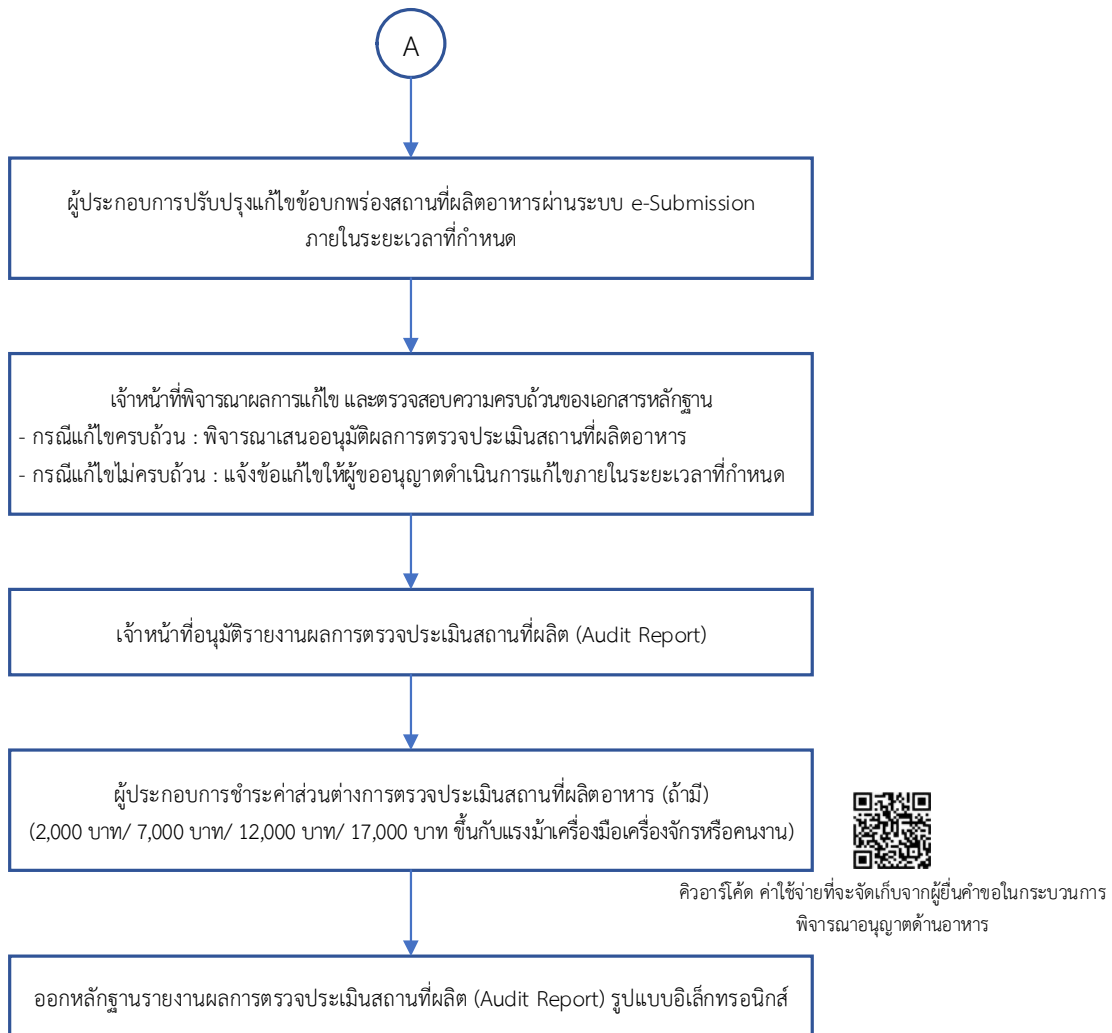 A
ผู้ประกอบการปรับปรุงแก้ไขข้อบกพร่องสถานที่ผลิตอาหารผ่านระบบ e-Submission
ภายในระยะเวลาที่กำหนด
เจ้าหน้าที่พิจารณาผลการแก้ไข และตรวจสอบความครบถ้วนของเอกสารหลักฐาน
- กรณีแก้ไขครบถ้วน : พิจารณาเสนออนุมัติผลการตรวจประเมินสถานที่ผลิตอาหาร
- กรณีแก้ไขไม่ครบถ้วน : แจ้งข้อแก้ไขให้ผู้ขออนุญาตดำเนินการแก้ไขภายในระยะเวลาที่กำหนด
เจ้าหน้าที่อนุมัติรายงานผลการตรวจประเมินสถานที่ผลิต (Audit Report)
ผู้ประกอบการชำระค่าส่วนต่างการตรวจประเมินสถานที่ผลิตอาหาร (ถ้ามี)
(2,000 บาท/ 7,000 บาท/ 12,000 บาท/ 17,000 บาท ขึ้นกับแรงม้าเครื่องมือเครื่องจักรหรือคนงาน)
คิวอาร์โค้ด ค่าใช้จ่ายที่จะจัดเก็บจากผู้ยื่นคำขอในกระบวนการ
พิจารณาอนุญาตด้านอาหาร
ออกหลักฐานรายงานผลการตรวจประเมินสถานที่ผลิต (Audit Report) รูปแบบอิเล็กทรอนิกส์